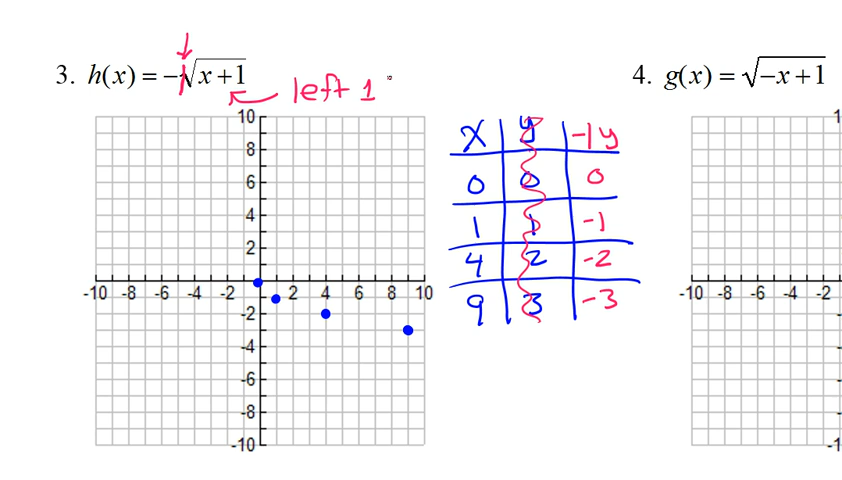 3. h(x) = -√x+1
left 1
4. g(x) = √-x+1
x y -1y
0 0 0
1 1 -1
4 2 -2
9 3 -3
10
8
6
4
2
-10 -8 -6 -4 -2 2 4 6 8 10
-2
-4
-6
-8
-10
1
-10 -8 -6 -4 -2
-1